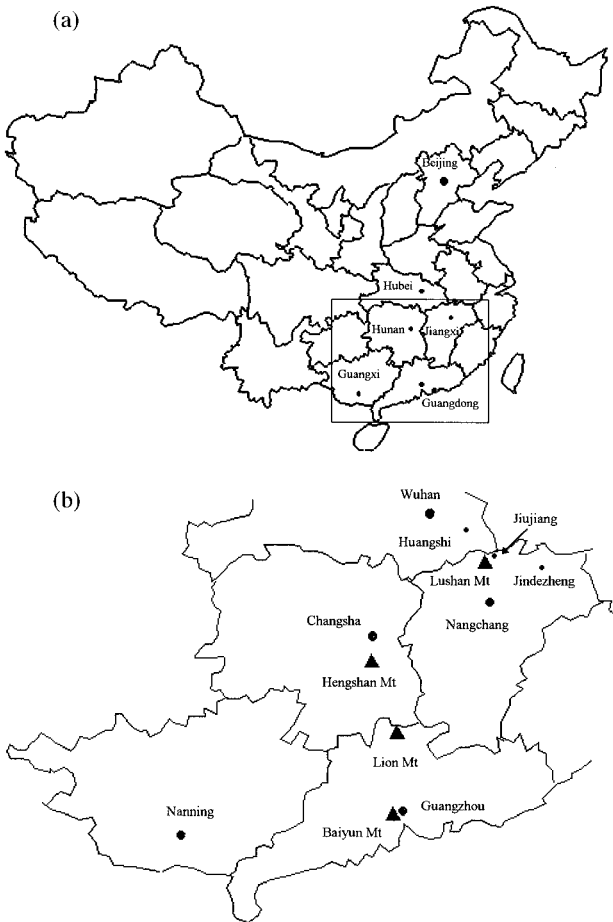 (a)
Beijing
Hubei
Hunan
Jiangxi
Guangxi
Guangdong
(b)
Wuhan
Jiujiang
Huangshi
Lushan Mt
Jindezheng
Nangchang
Changsha
Hengshan Mt
Lion Mt
Nanning
Guangzhou
Baiyun Mt